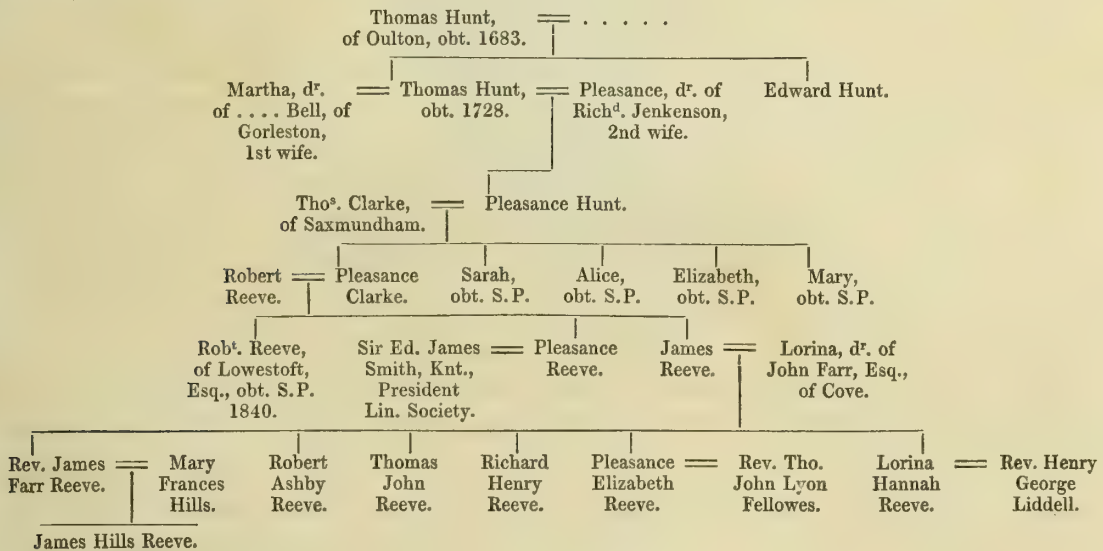 Thomas Hunt,
of Oulton, obt. 1683.
. . . . .
Martha, dʳ.
of . . . . Bell, of
Gorleston,
1st wife.
Thomas Hunt,
obt. 1728.
Pleasance, dʳ. of
Richᵈ. Jenkenson,
2nd wife.
Edward Hunt.
Thoˢ. Clarke,
of Saxmundham.
Pleasance Hunt.
Robert
Reeve.
Pleasance
Clarke.
Sarah,
obt. S.P.
Alice,
obt. S.P.
Elizabeth,
obt. S.P.
Mary,
obt. S.P.
Robᵗ. Reeve,
of Lowestoft,
Esq., obt. S.P.
1840.
Sir Ed. James
Smith, Knt.,
President
Lin. Society.
Pleasance
Reeve.
James
Reeve.
Lorina, dʳ. of
John Farr, Esq.,
of Cove.
Rev. James
Farr Reeve.
Mary
Frances
Hills.
Robert
Ashby
Reeve.
Thomas
John
Reeve.
Richard
Henry
Reeve.
Pleasance
Elizabeth
Reeve.
Rev. Tho.
John Lyon
Fellowes.
Lorina
Hannah
Reeve.
Rev. Henry
George
Liddell.
James Hills Reeve.